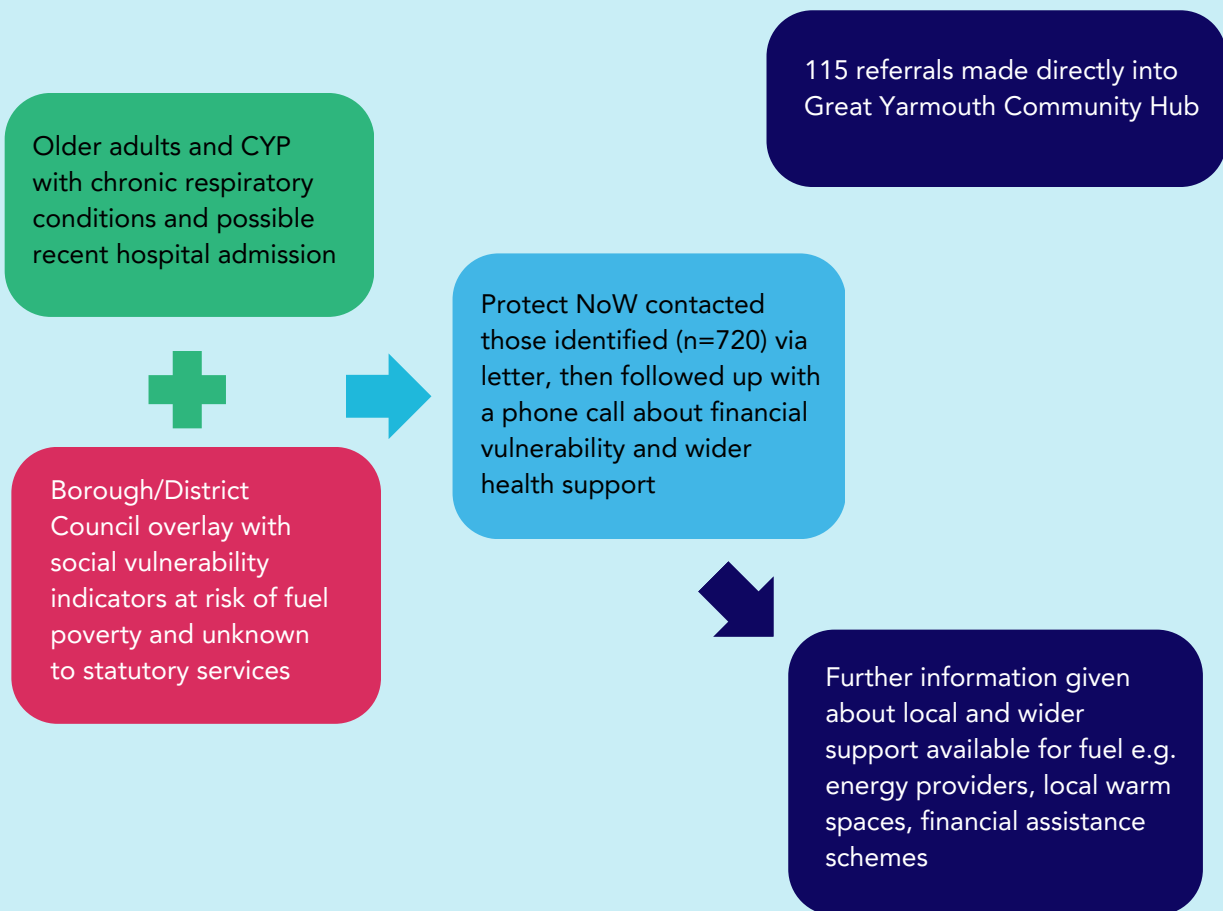 Older adults and CYP
with chronic respiratory
conditions and possible
recent hospital admission
Borough/District
Council overlay with
social vulnerability
indicators at risk of fuel
poverty and unknown
to statutory services
Protect NoW contacted
those identified (n=720) via
letter, then followed up with
a phone call about financial
vulnerability and wider
health support
115 referrals made directly into
Great Yarmouth Community Hub
Further information given
about local and wider
support available for fuel e.g.
energy providers, local warm
spaces, financial assistance
schemes